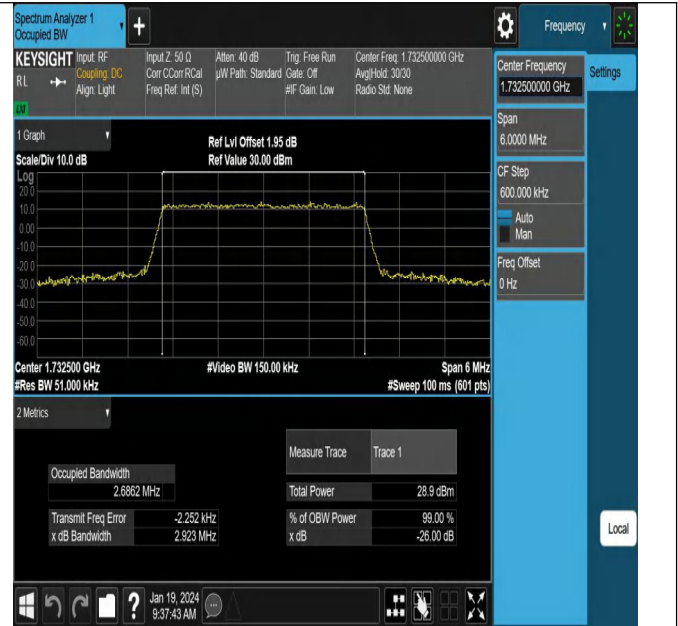 Spectrum Analyzer 1
Occupied BW
Frequency
KEYSIGHT
RL
LXI
Input: RF
Coupling: DC
Align: Light
Input Z: 50 Ω
Corr CCorr RCal
Freq Ref: Int (S)
Atten: 40 dB
µW Path: Standard
Trig: Free Run
Gate: Off
#IF Gain: Low
Center Freq: 1.732500000 GHz
Avg|Hold: 30/30
Radio Std: None
Center Frequency
1.732500000 GHz
Settings
Span
6.0000 MHz
CF Step
600.000 kHz
Auto
Man
Freq Offset
0 Hz
Local
1 Graph
Scale/Div 10.0 dB
Ref Lvl Offset 1.95 dB
Ref Value 30.00 dBm
Log
20.0
10.0
0.00
-10.0
-20.0
-30.0
-40.0
-50.0
-60.0
Center 1.732500 GHz
#Video BW 150.00 kHz
Span 6 MHz
#Res BW 51.000 kHz
#Sweep 100 ms (601 pts)
2 Metrics
Measure Trace Trace 1
Occupied Bandwidth
2.6862 MHz
Total Power 28.9 dBm
Transmit Freq Error -2.252 kHz
% of OBW Power 99.00 %
x dB Bandwidth 2.923 MHz
x dB -26.00 dB
?
Jan 19, 2024
9:37:43 AM